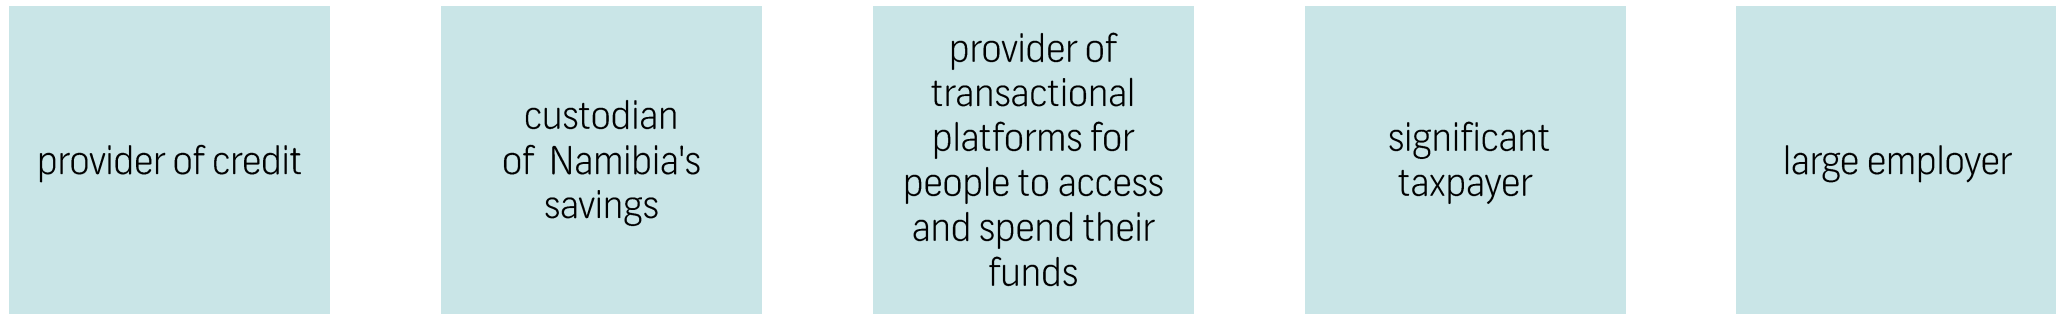 provider of credit
custodian
of  Namibia's
savings
provider of
transactional
platforms for
people to access
and spend their
funds
significant
taxpayer
large employer